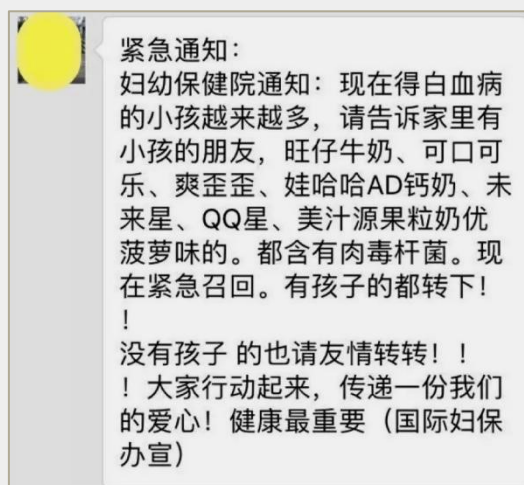 紧急通知：
妇幼保健院通知：现在得白血病
的小孩越来越多，请告诉家里有
小孩的朋友，旺仔牛奶、可口可
乐、爽歪歪、娃哈哈AD钙奶、未
来星、QQ星、美汁源果粒奶优
菠萝味的。都含有肉毒杆菌。现
在紧急召回。有孩子的都转下！
！
没有孩子 的也请友情转转！！
！大家行动起来，传递一份我们
的爱心！健康最重要（国际妇保
办宣）